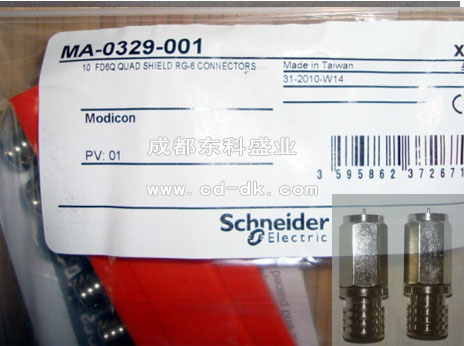 MA-0329-001
X
10 FD6Q QUAD SHIELD RG-6 CONNECTORS
Made in Taiwan
31-2010-W14
Modicon
CE
成都东科盛业
PV: 01
www.cd-dk.com
3 595862 372671
Schneider
Electric